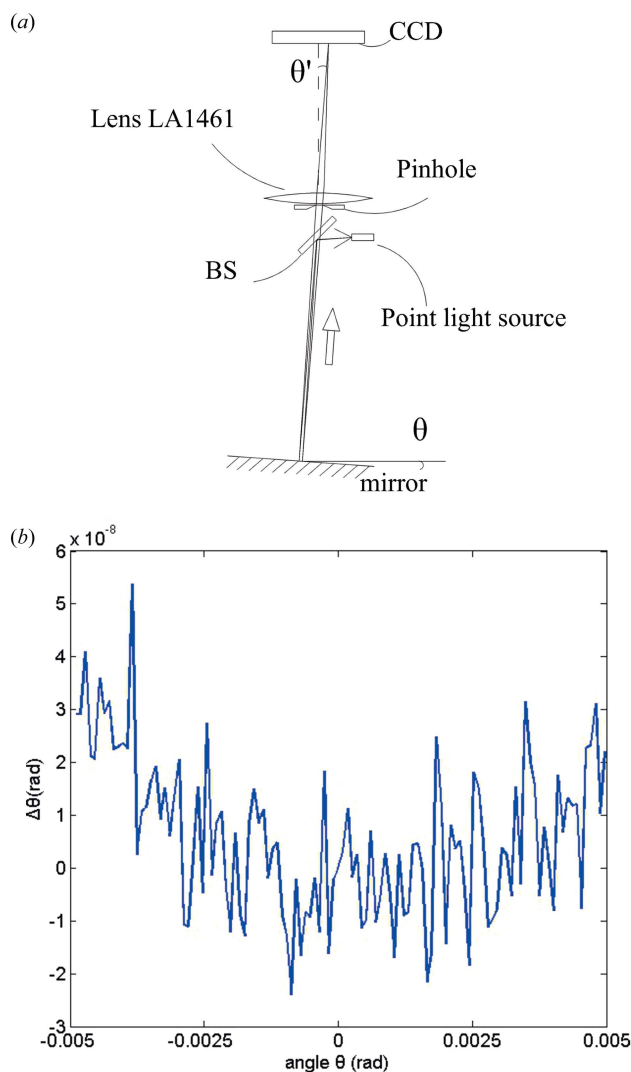 (a)
CCD
θ'
Lens LA1461
Pinhole
BS
Point light source
θ
mirror
(b)
x 10⁻⁸
6
5
4
3
2
1
0
-1
-2
-3
Δθ(rad)
-0.005 -0.0025 0 0.0025 0.005
angle θ (rad)